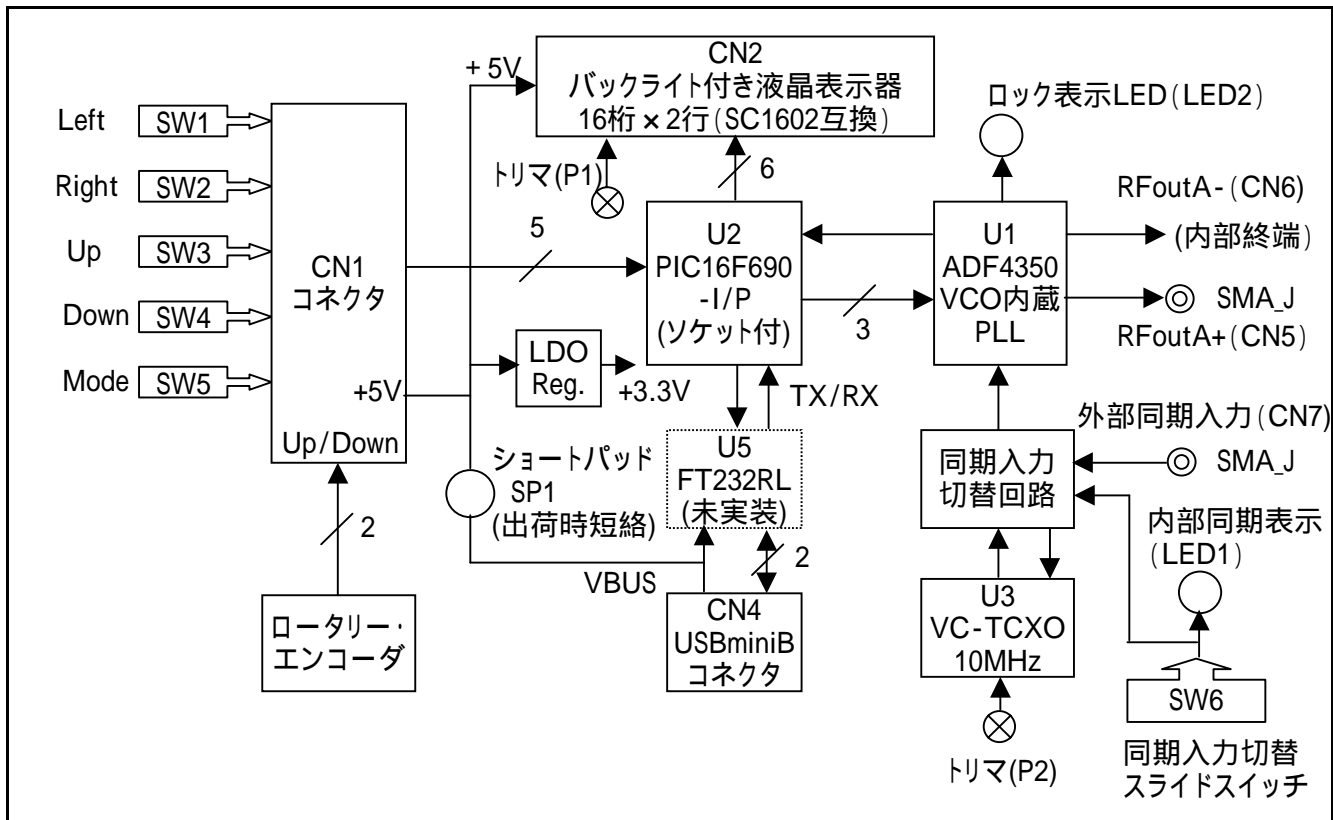 CN2
バックライト付き液晶表示器
16桁×2行(SC1602互換)
+5V
トリマ(P1)
6
ロック表示LED(LED2)
Left
SW1
Right
SW2
Up
SW3
Down
SW4
Mode
SW5
CN1
コネクタ
+5V
Up/Down
5
U2
PIC16F690
-I/P
(ソケット付)
3
U1
ADF4350
VCO内蔵
PLL
RFoutA-(CN6)
(内部終端)
SMA_J
RFoutA+(CN5)
LDO
Reg.
+3.3V
TX/RX
ショートパッド
SP1
(出荷時短絡)
U5
FT232RL
(未実装)
2
VBUS
CN4
USBminiB
コネクタ
2
ロータリー・
エンコーダ
同期入力
切替回路
外部同期入力(CN7)
SMA_J
内部同期表示
(LED1)
U3
VC-TCXO
10MHz
トリマ(P2)
SW6
同期入力切替
スライドスイッチ